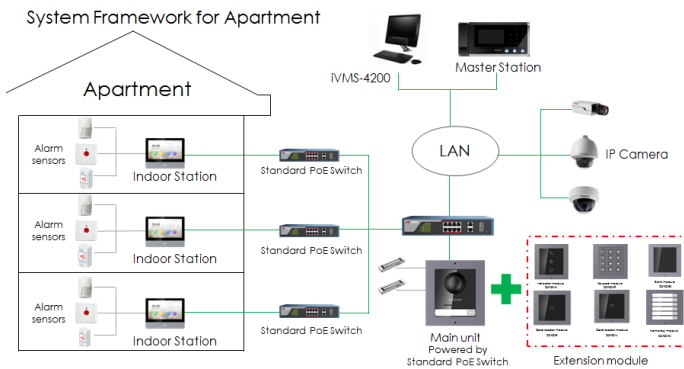 System Framework for Apartment
iVMS-4200
Master Station
Apartment
Alarm
sensors
Indoor Station
Standard PoE Switch
LAN
IP Camera
Alarm
sensors
Indoor Station
Standard PoE Switch
Alarm
sensors
Indoor Station
Standard PoE Switch
Main unit
Powered by
Standard PoE Switch
Extension module